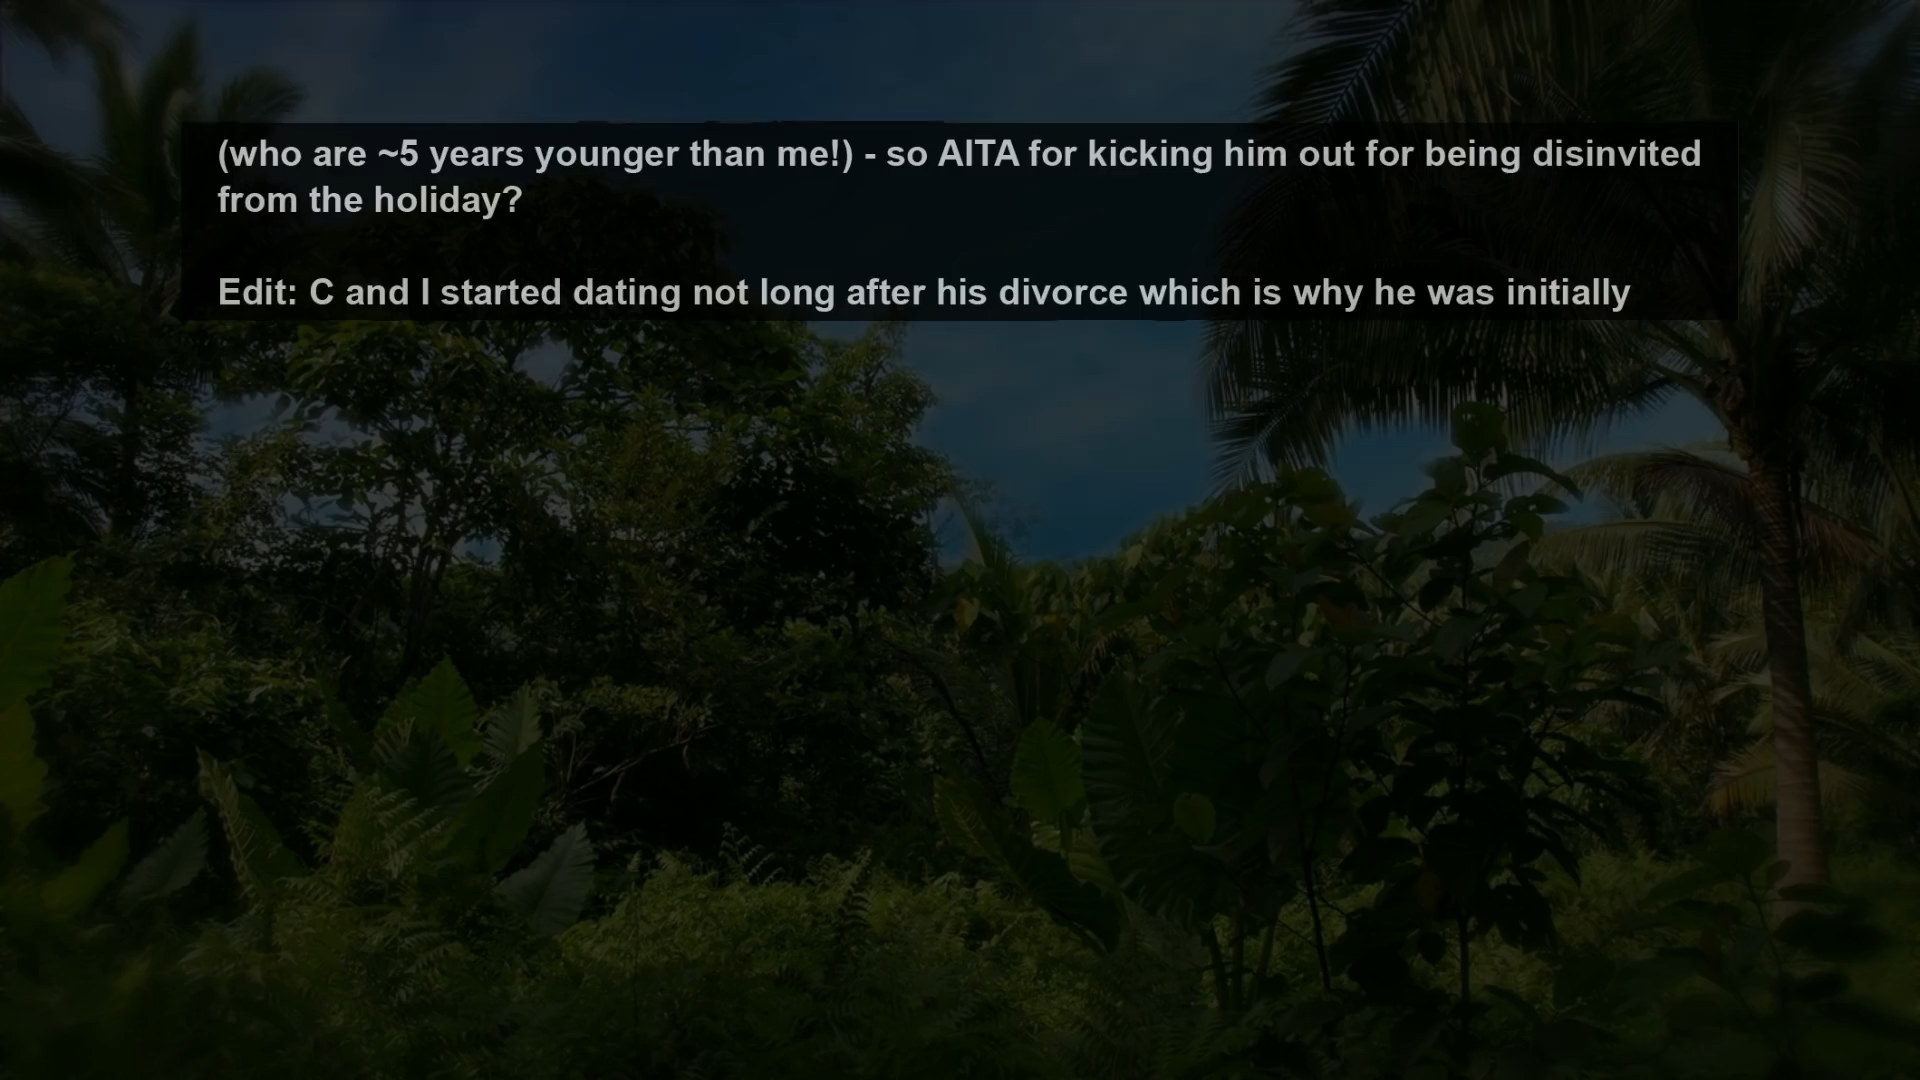 (who are ~5 years younger than me!) - so AITA for kicking him out for being disinvited
from the holiday?
Edit: C and I started dating not long after his divorce which is why he was initially